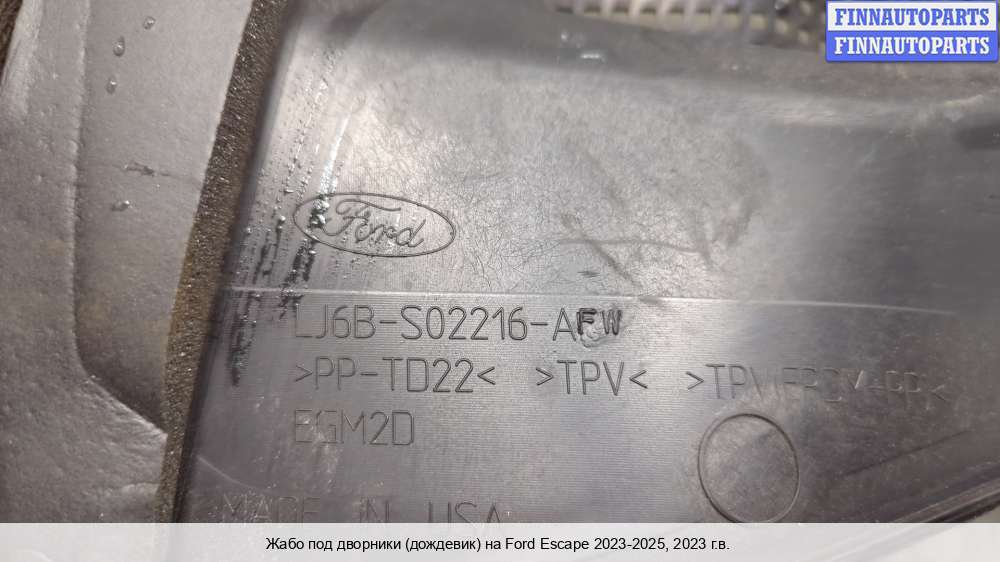 FINNAUTOPARTS
FINNAUTOPARTS
Ford
LJ6B-S02216-AFW
>PP-TD22< >TPV<
EGM2D
MADE IN USA
Жабо под дворники (дождевик) на Ford Escape 2023-2025, 2023 г.в.